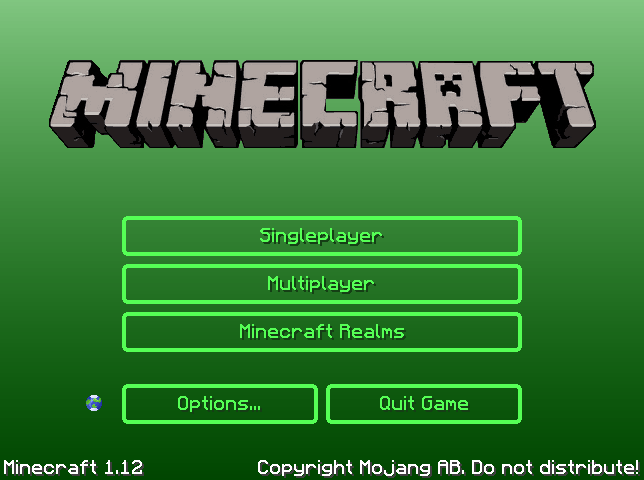 MINECRAFT
Singleplayer
Multiplayer
Minecraft Realms
Options... Quit Game
Minecraft 1.12 Copyright Mojang AB. Do not distribute!